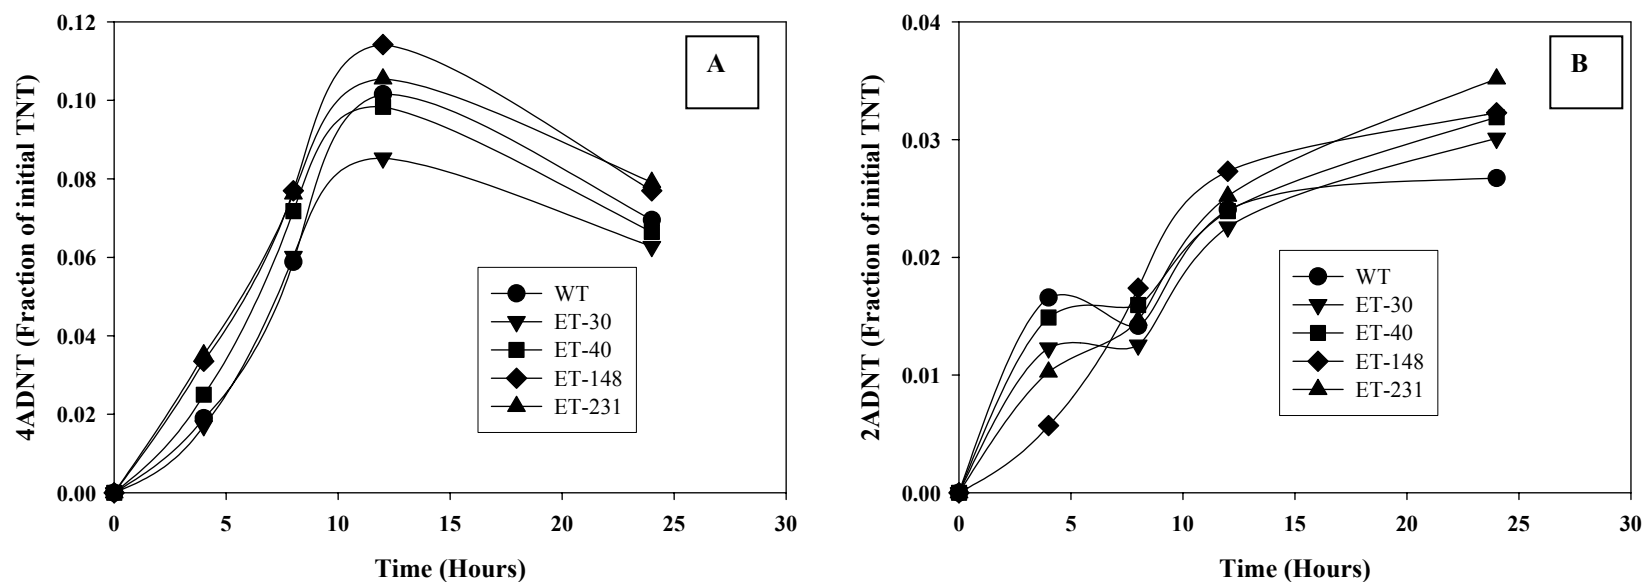 0.12
0.10
0.08
0.06
0.04
0.02
0.00
4ADNT (Fraction of initial TNT)
A
WT
ET-30
ET-40
ET-148
ET-231
0 5 10 15 20 25 30
Time (Hours)
0.04
0.03
0.02
0.01
0.00
2ADNT (Fraction of initial TNT)
B
WT
ET-30
ET-40
ET-148
ET-231
0 5 10 15 20 25 30
Time (Hours)